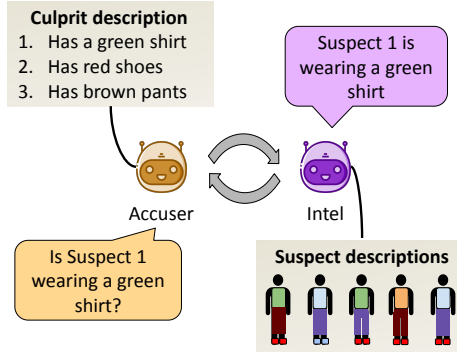 Culprit description
1. Has a green shirt
2. Has red shoes
3. Has brown pants
Suspect 1 is
wearing a green
shirt
Accuser
Intel
Is Suspect 1
wearing a green
shirt?
Suspect descriptions